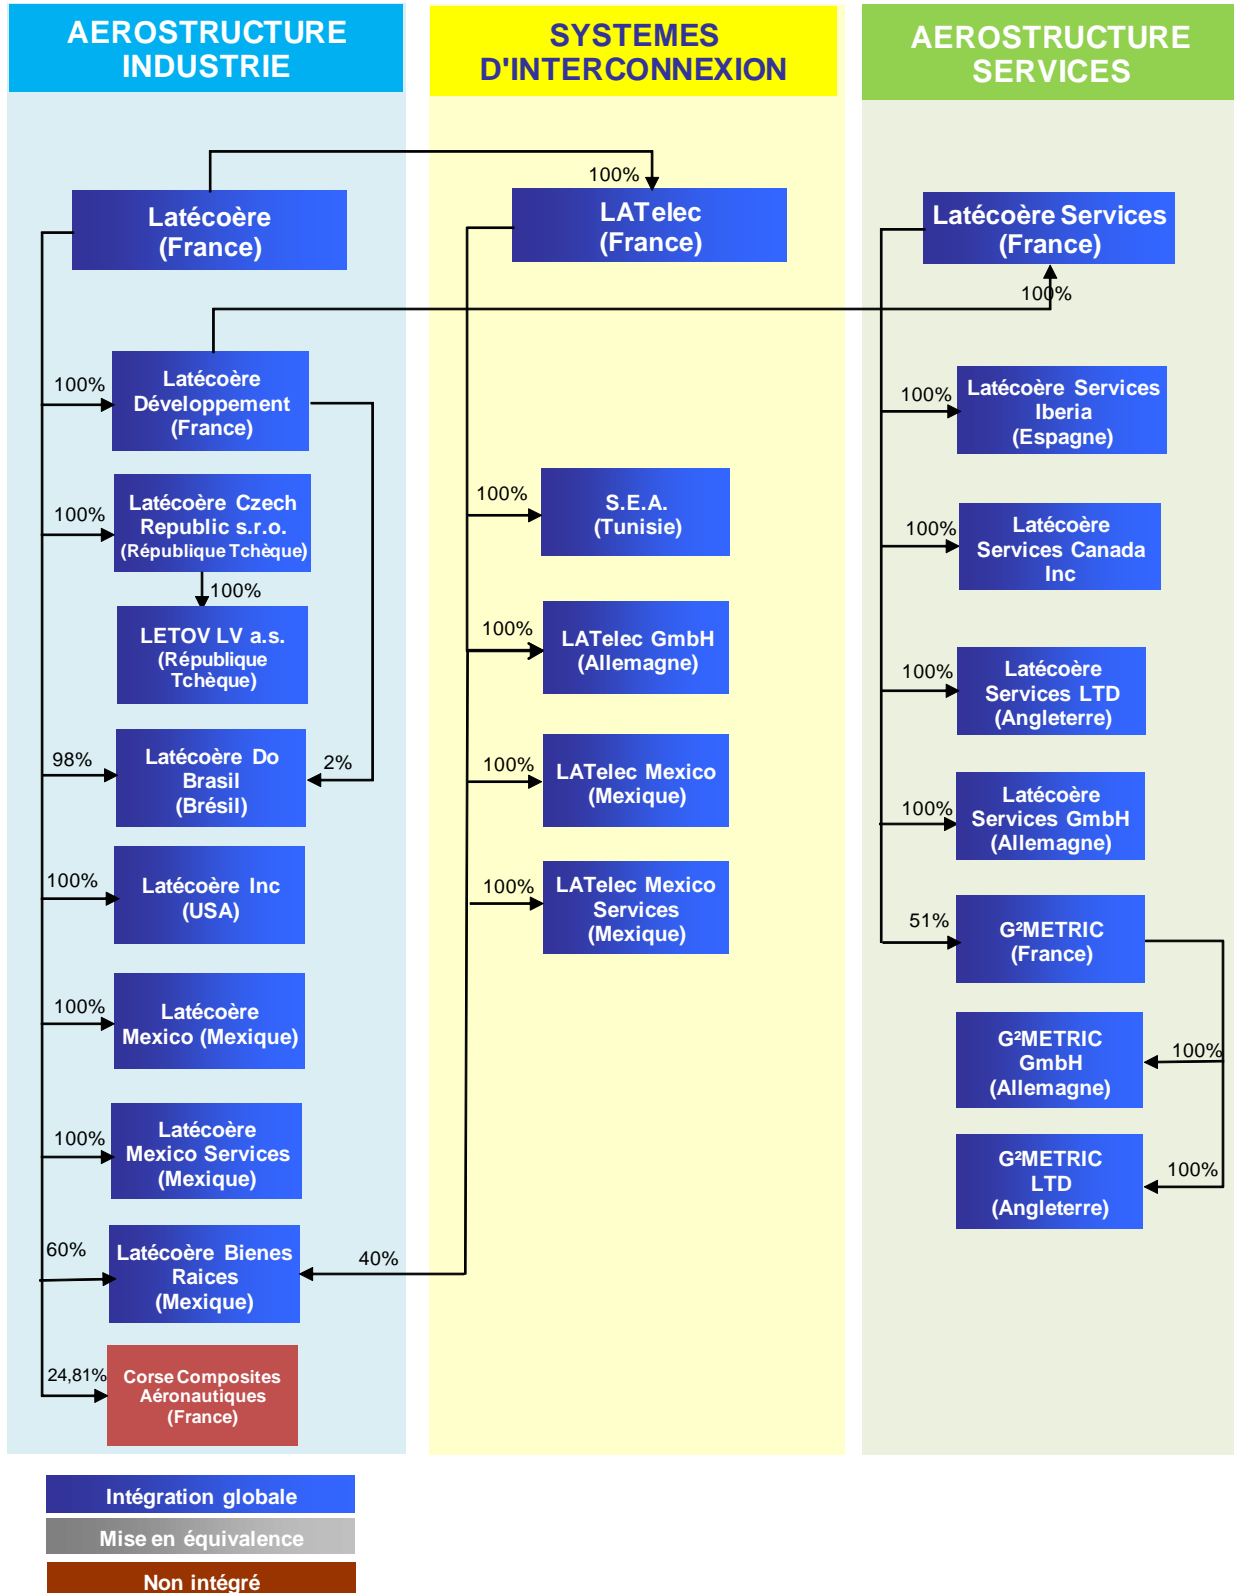 AEROSTRUCTURE
INDUSTRIE
SYSTEMES
D'INTERCONNEXION
AEROSTRUCTURE
SERVICES
Latécoère
(France)
100%
LATelec
(France)
Latécoère Services
(France)
100%
100%
Latécoère
Développement
(France)
100%
Latécoère Czech
Republic s.r.o.
(République Tchèque)
100%
LETOV LV a.s.
(République
Tchèque)
98%
Latécoère Do
Brasil
(Brésil)
2%
100%
Latécoère Inc
(USA)
100%
Latécoère
Mexico (Mexique)
100%
Latécoère
Mexico Services
(Mexique)
60%
Latécoère Bienes
Raices
(Mexique)
40%
24,81%
Corse Composites
Aéronautiques
(France)
100%
S.E.A.
(Tunisie)
100%
LATelec GmbH
(Allemagne)
100%
LATelec Mexico
(Mexique)
100%
LATelec Mexico
Services
(Mexique)
100%
Latécoère Services
Iberia
(Espagne)
100%
Latécoère
Services Canada
Inc
100%
Latécoère
Services LTD
(Angleterre)
100%
Latécoère
Services GmbH
(Allemagne)
51%
G²METRIC
(France)
G²METRIC
GmbH
(Allemagne)
100%
G²METRIC
LTD
(Angleterre)
100%
Intégration globale
Mise en équivalence
Non intégré